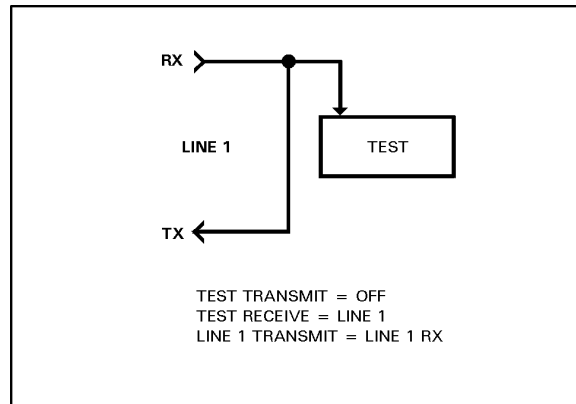 RX
LINE 1
TEST
TX
TEST TRANSMIT = OFF
TEST RECEIVE = LINE 1
LINE 1 TRANSMIT = LINE 1 RX